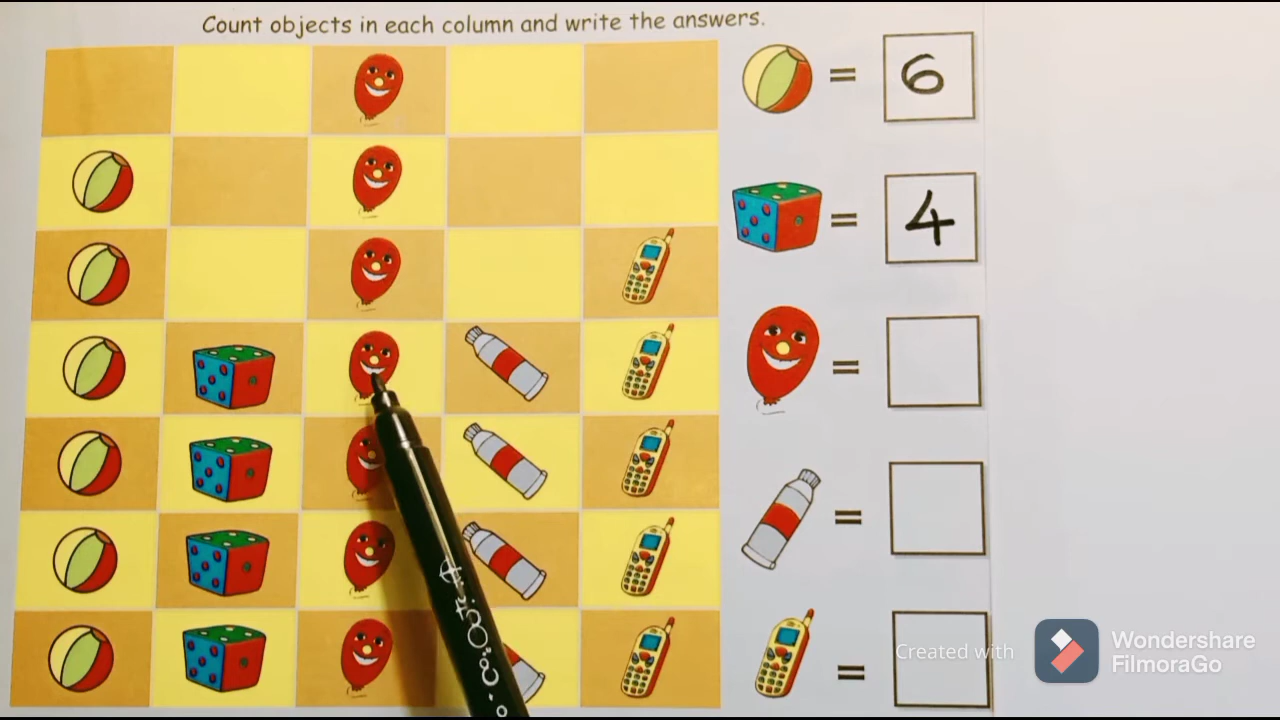 Count objects in each column and write the answers.
= 6
= 4
=
=
=
Created with
Wondershare
FilmoraGo